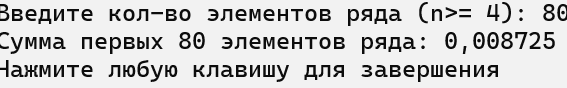 Введите кол-во элементов ряда (n>= 4): 80
Сумма первых 80 элементов ряда: 0,008725
Нажмите любую клавишу для завершения